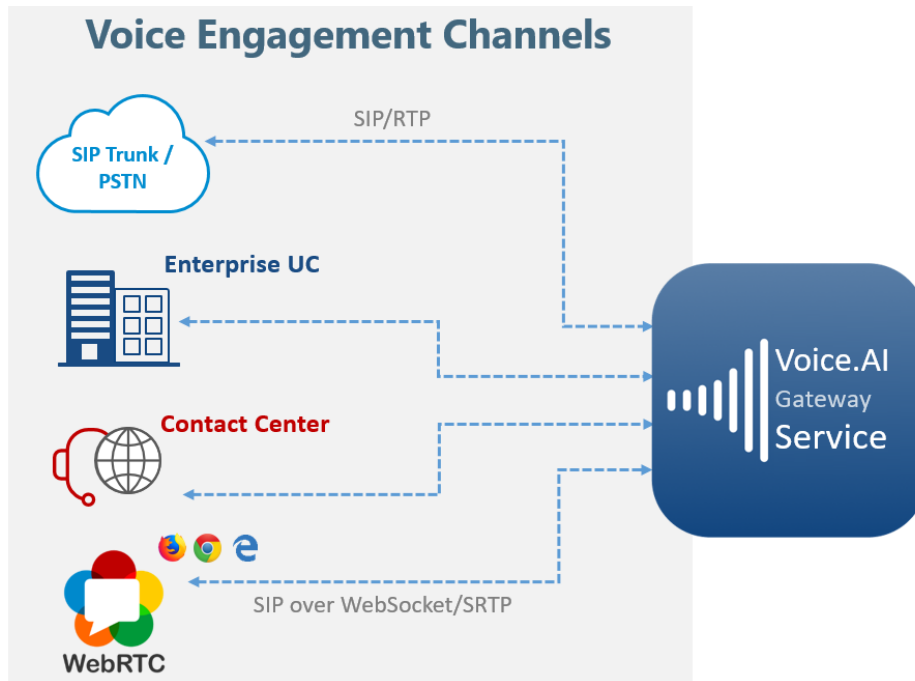 Voice Engagement Channels
SIP/RTP
SIP Trunk /
PSTN
Enterprise UC
Voice.AI
Gateway
Service
Contact Center
SIP over WebSocket/SRTP
WebRTC